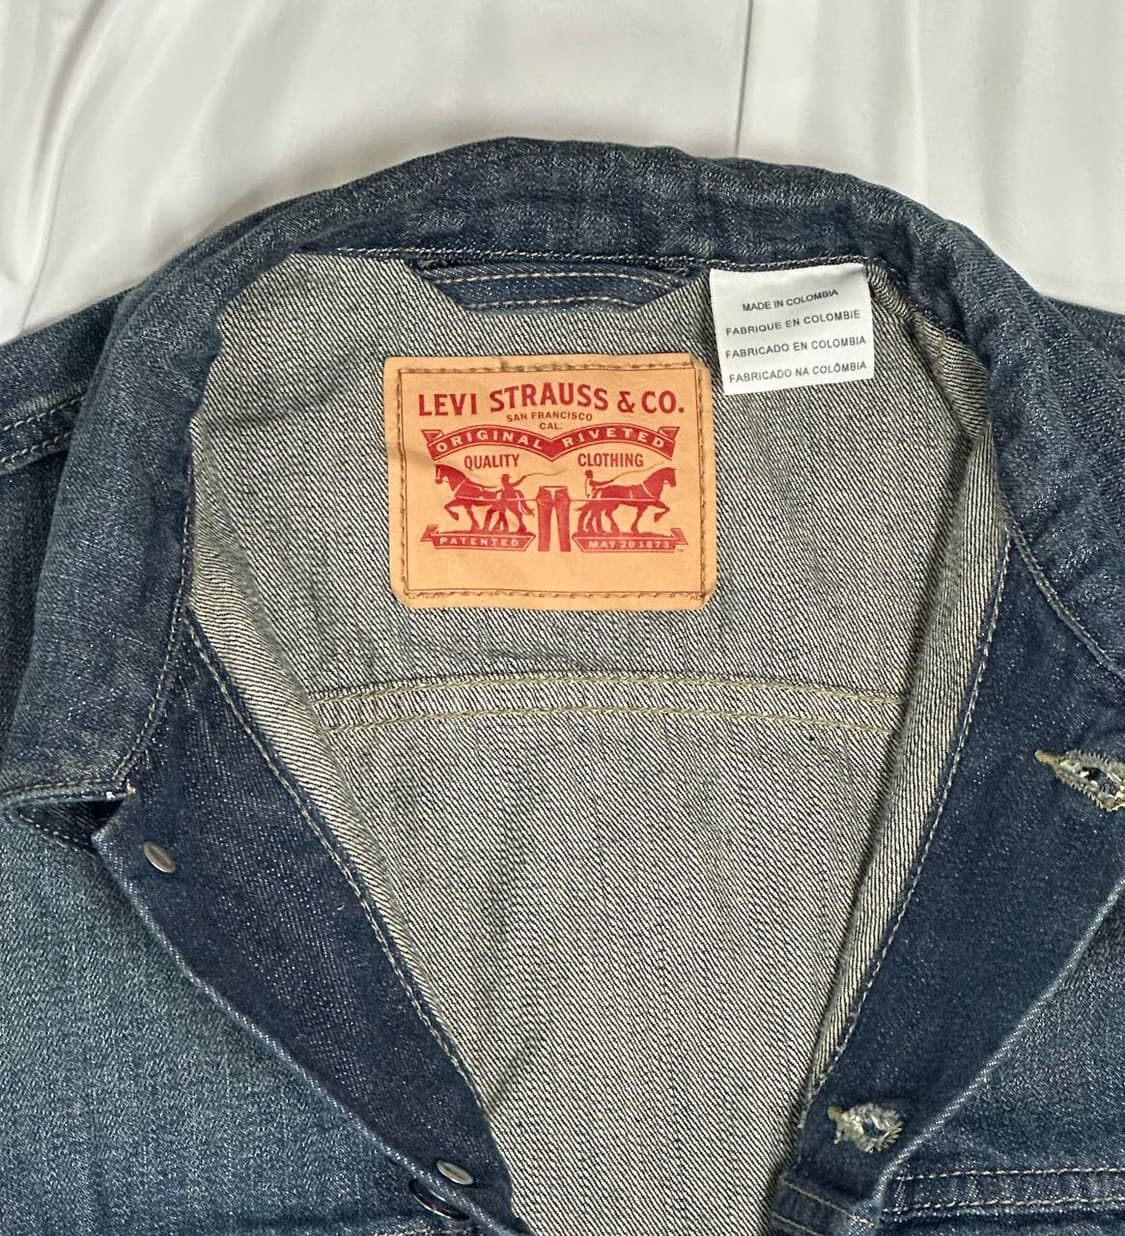 LEVI STRAUSS & CO.
SAN FRANCISCO
CAL.
ORIGINAL RIVETED
QUALITY CLOTHING
PATENTED MAY 20 1873
MADE IN COLOMBIA
FABRIQUE EN COLOMBIE
FABRICADO EN COLOMBIA
FABRICADO NA COLÔMBIA